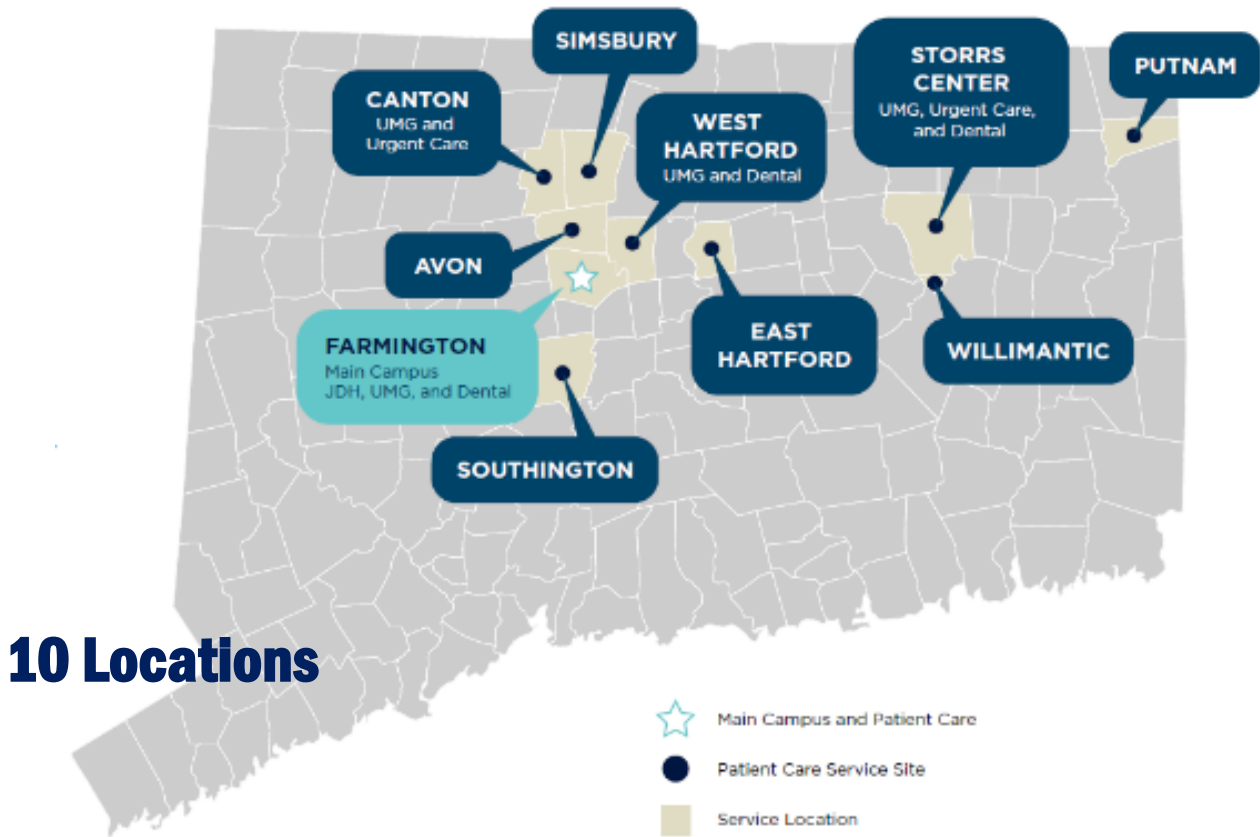 SIMSBURY
CANTON
UMG and
Urgent Care
WEST
HARTFORD
UMG and Dental
STORRS
CENTER
UMG, Urgent Care,
and Dental
PUTNAM
AVON
FARMINGTON
Main Campus
JDH, UMG, and Dental
EAST
HARTFORD
WILLIMANTIC
SOUTHINGTON
10 Locations
Main Campus and Patient Care
Patient Care Service Site
Service Location